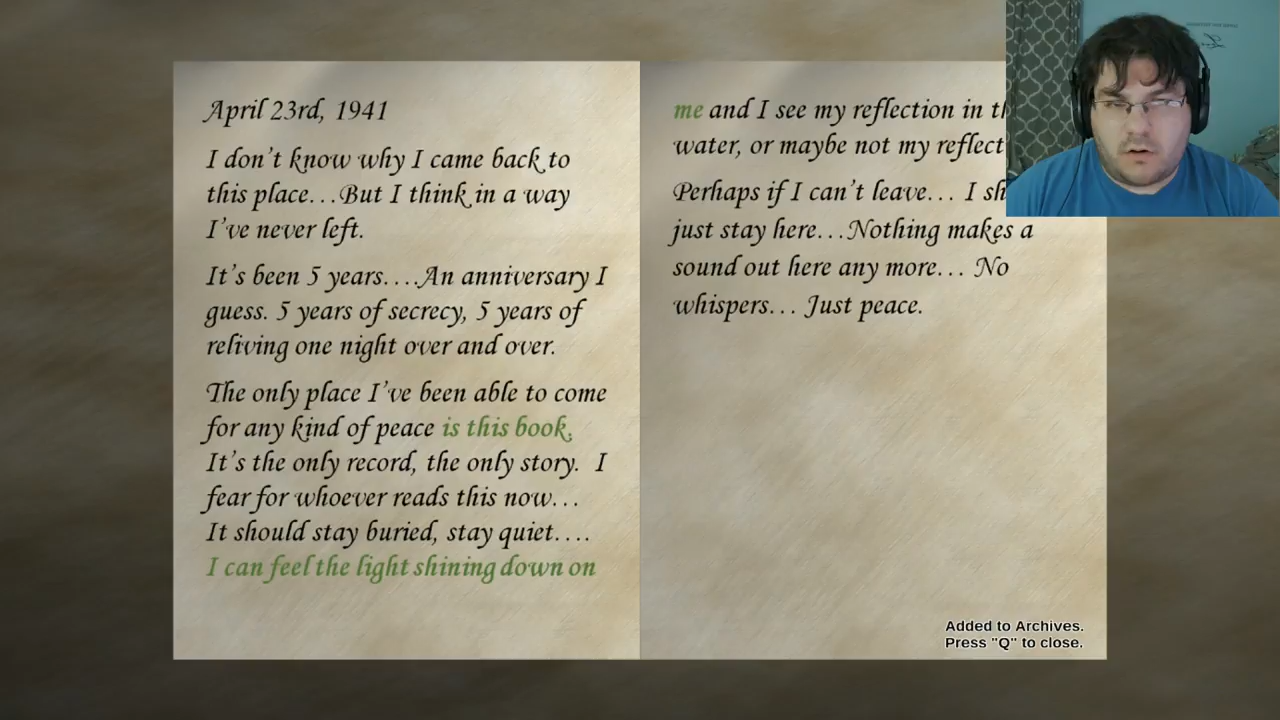 April 23rd, 1941
I don't know why I came back to
this place...But I think in a way
I've never left.
It's been 5 years....An anniversary I
guess. 5 years of secrecy, 5 years of
reliving one night over and over.
The only place I've been able to come
for any kind of peace is this book.
It's the only record, the only story.  I
fear for whoever reads this now...
It should stay buried, stay quiet....
I can feel the light shining down on
me and I see my reflection in
water, or maybe not my
Perhaps if I can't leave... I
just stay here...Nothing makes a
sound out here any more... No
whispers... Just peace.
Added to Archives.
Press "Q" to close.